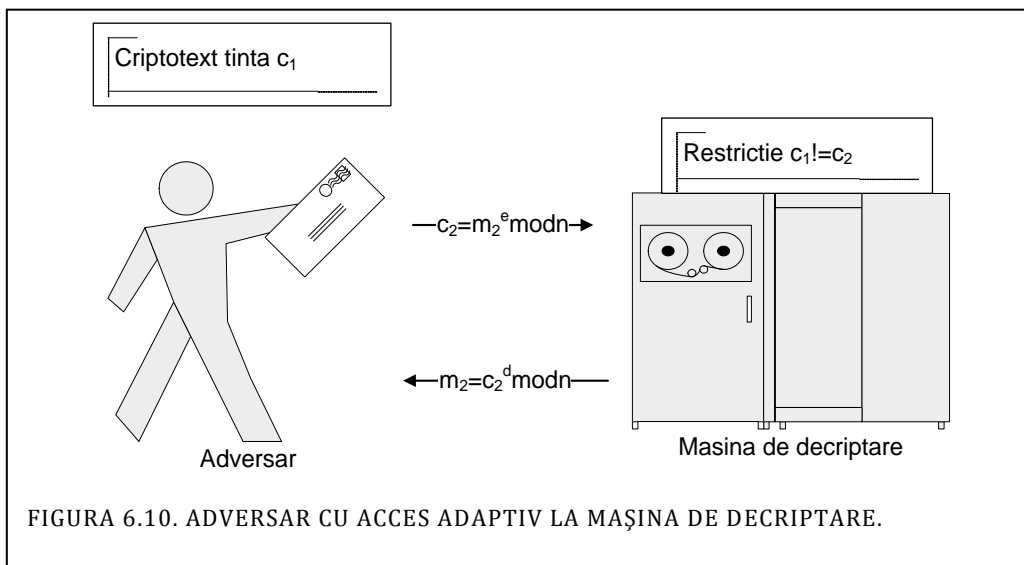 Criptotext tinta c₁
Restrictie c₁!=c₂
c₂=m₂ᵉmodn
m₂=c₂ᵈmodn
Adversar
Masina de decriptare
FIGURA 6.10. ADVERSAR CU ACCES ADAPTIV LA MAŞINA DE DECRIPTARE.